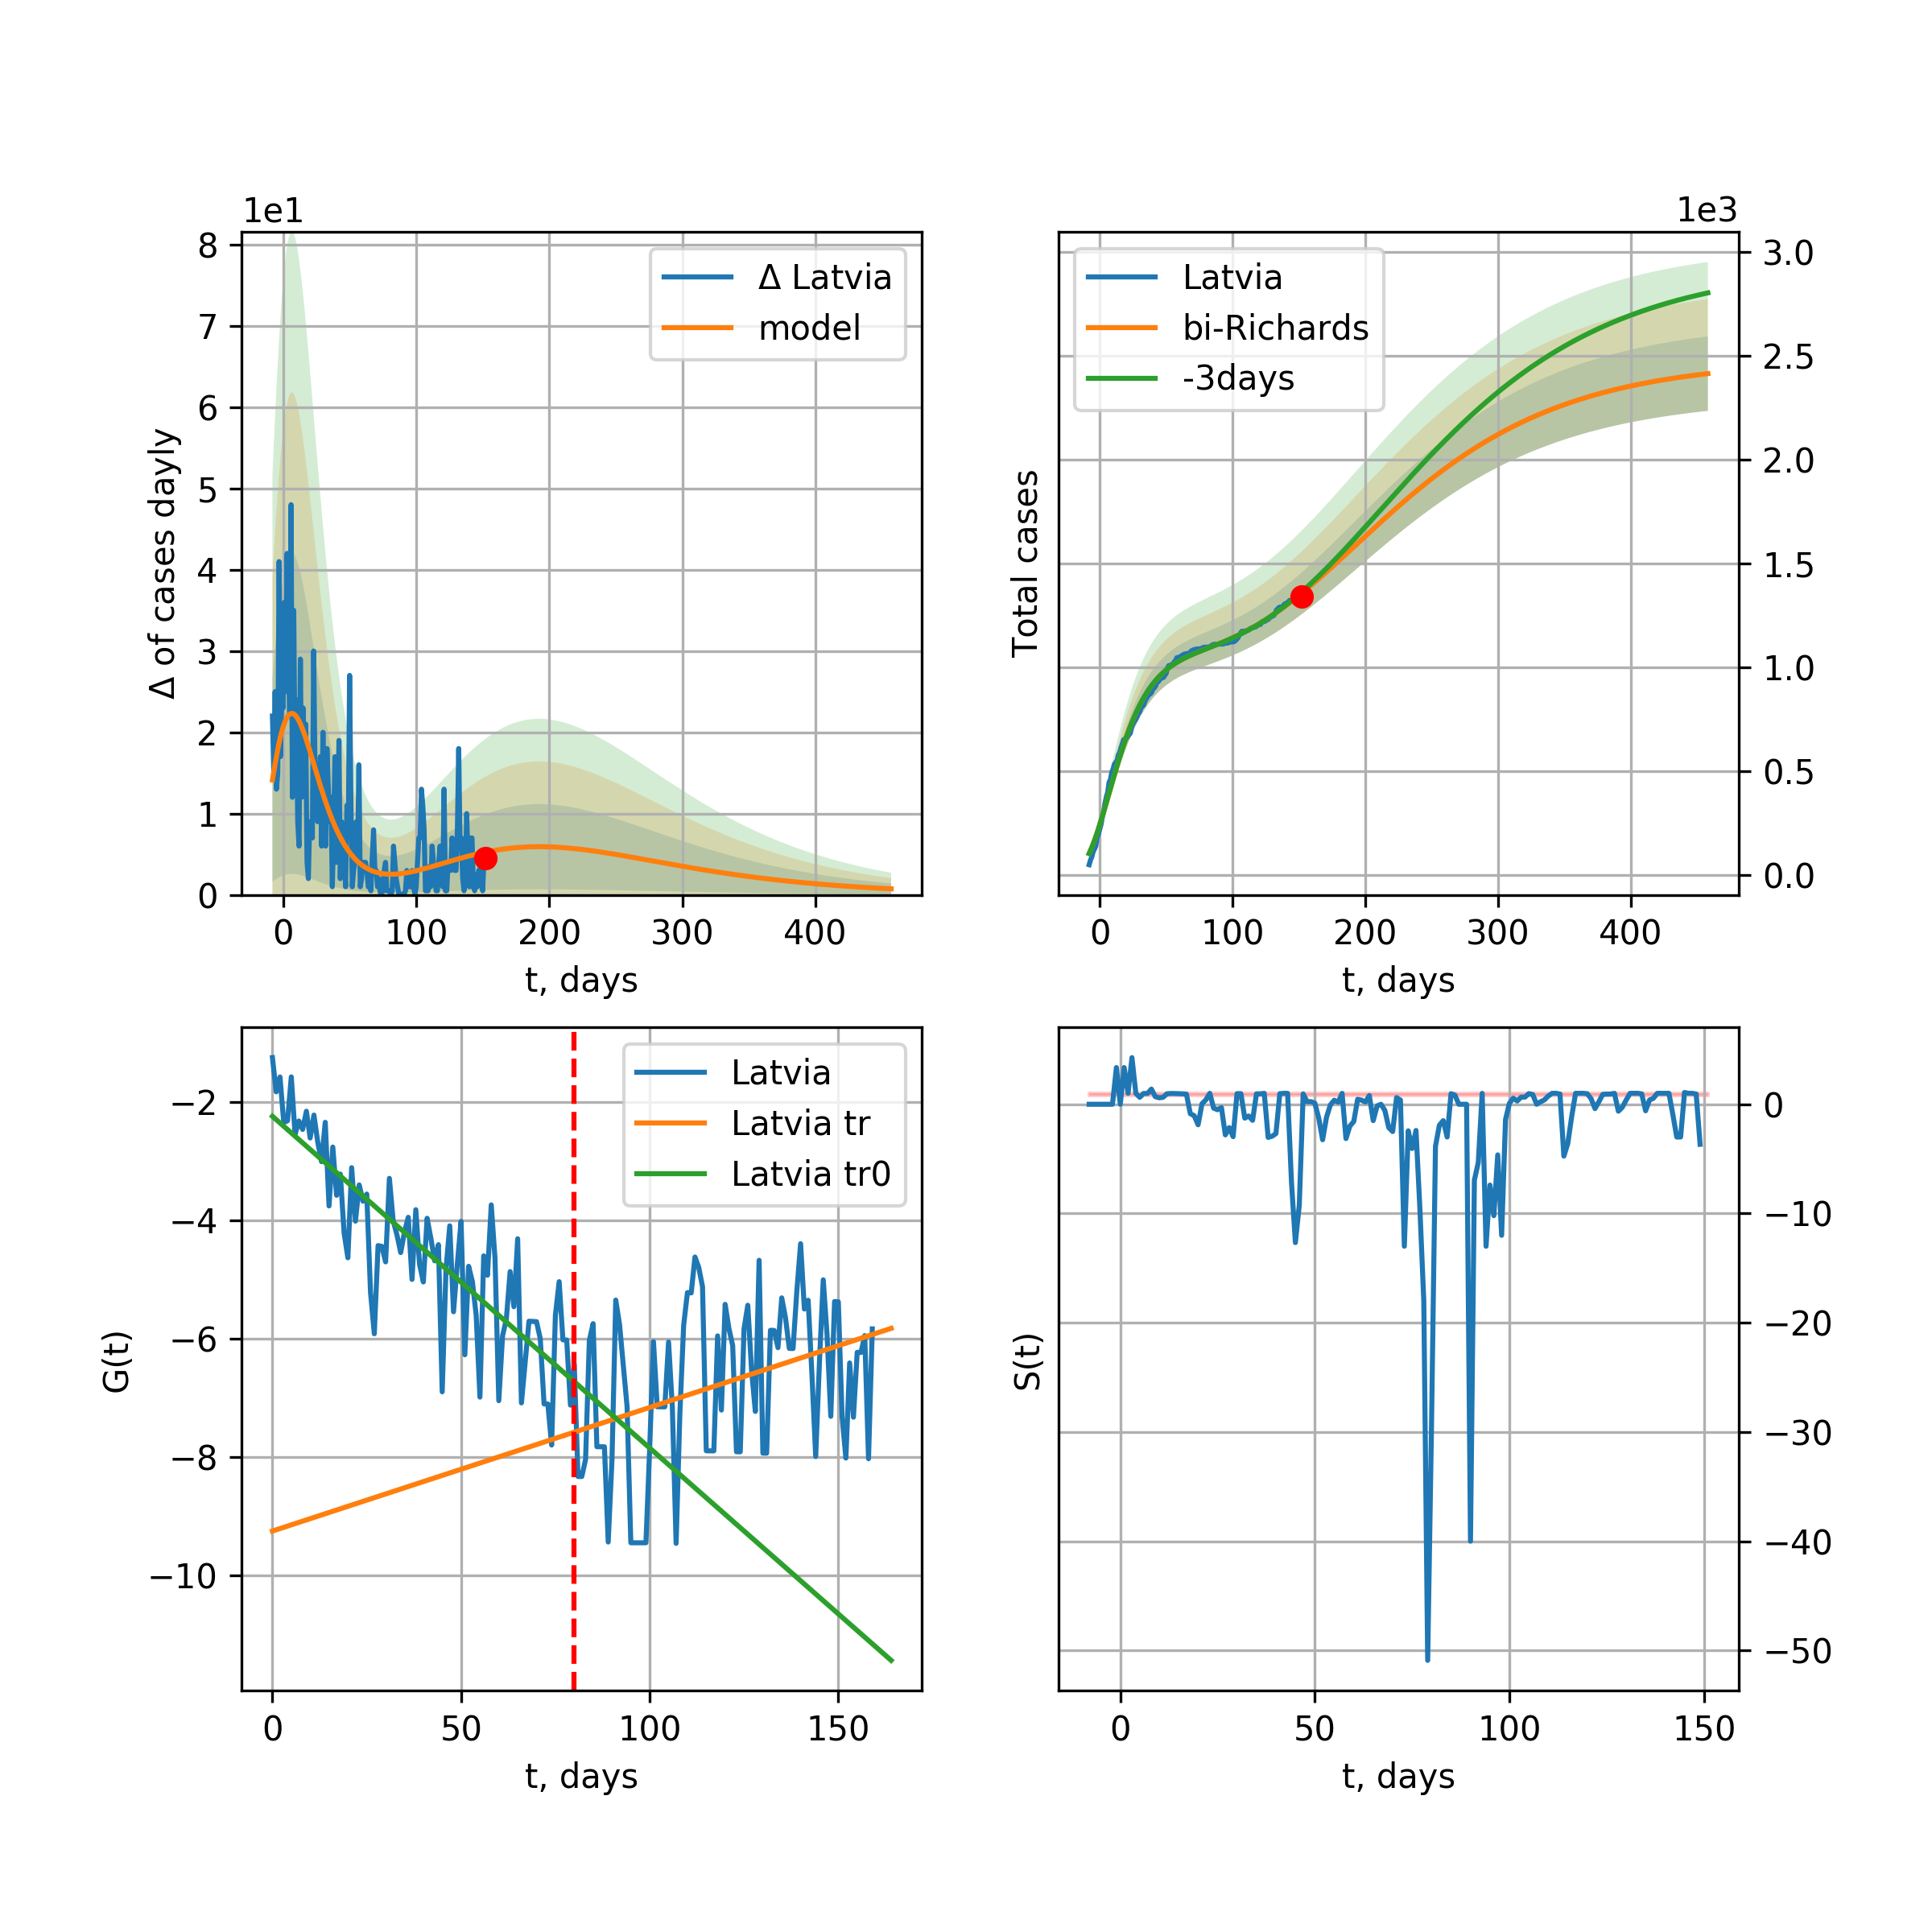 1e1
8
7
6
5
4
3
2
1
0
Δ of cases dayly
Δ Latvia
model
0 100 200 300 400
t, days
1e3
3.0
2.5
2.0
1.5
1.0
0.5
0.0
Total cases
Latvia
bi-Richards
-3days
0 100 200 300 400
t, days
−2
−4
−6
−8
−10
G(t)
Latvia
Latvia tr
Latvia tr0
0 50 100 150
t, days
0
−10
−20
−30
−40
−50
S(t)
0 50 100 150
t, days